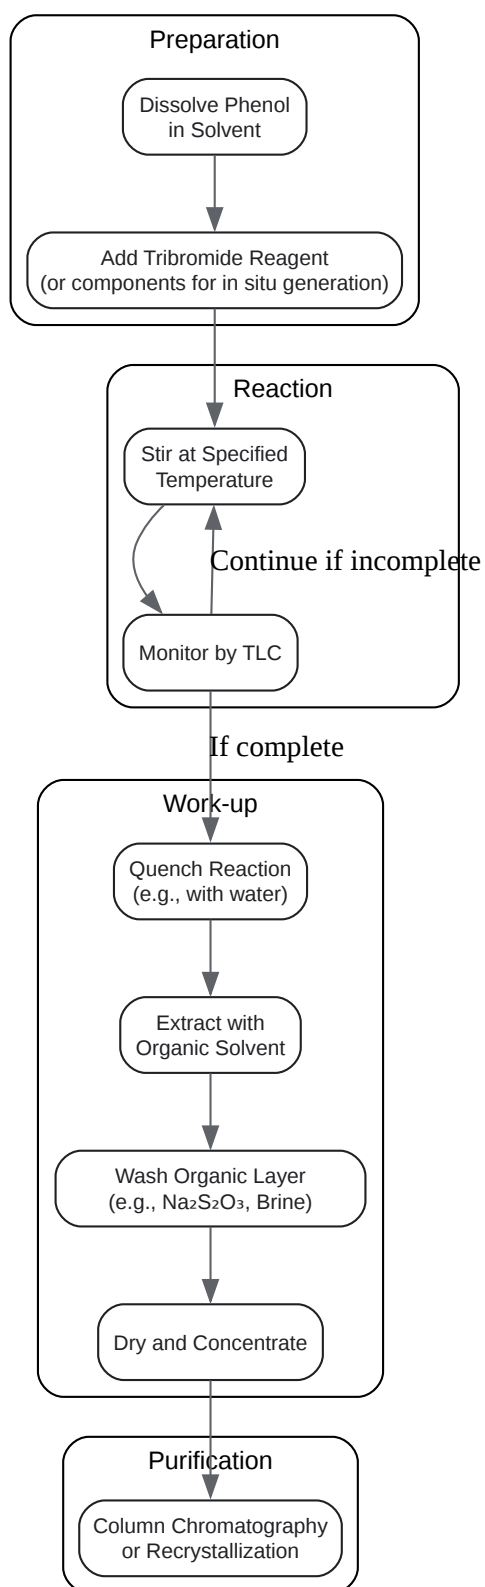 Preparation
Dissolve Phenol
in Solvent
Add Tribromide Reagent
(or components for in situ generation)
Reaction
Stir at Specified
Temperature
Continue if incomplete
Monitor by TLC
If complete
Work-up
Quench Reaction
(e.g., with water)
Extract with
Organic Solvent
Wash Organic Layer
(e.g., Na₂S₂O₃, Brine)
Dry and Concentrate
Purification
Column Chromatography
or Recrystallization